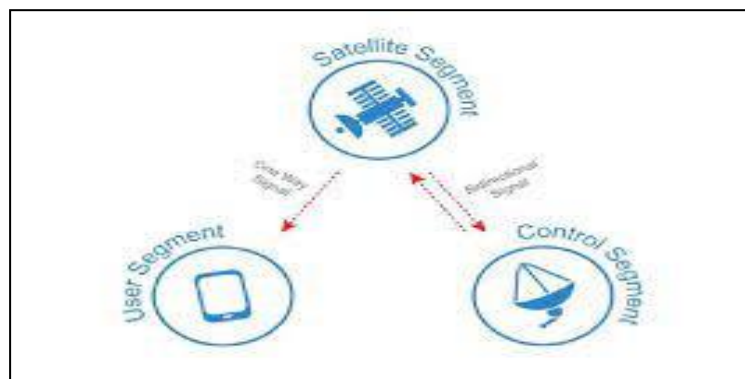 Satellite Segment
One Way
Signal
Bidirectional
Signal
User Segment
Control Segment